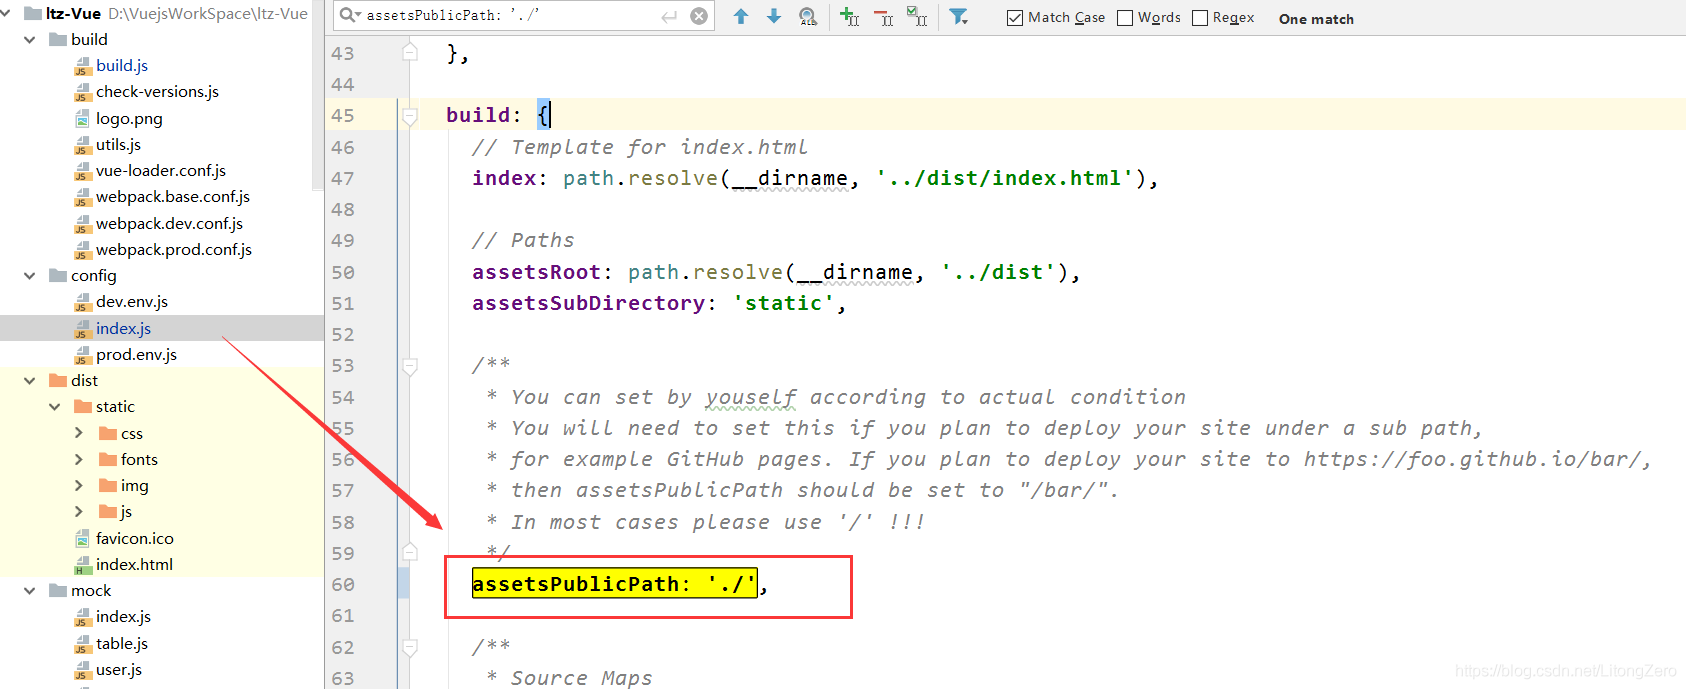 ltz-Vue D:\VuejsWorkSpace\ltz-Vue
build
build.js
check-versions.js
logo.png
utils.js
vue-loader.conf.js
webpack.base.conf.js
webpack.dev.conf.js
webpack.prod.conf.js
config
dev.env.js
index.js
prod.env.js
dist
static
css
fonts
img
js
favicon.ico
index.html
mock
index.js
table.js
user.js
assetsPublicPath: './'
Match Case Words Regex One match
43 },
44
45 build: {
46 // Template for index.html
47 index: path.resolve(__dirname, '../dist/index.html'),
48
49 // Paths
50 assetsRoot: path.resolve(__dirname, '../dist'),
51 assetsSubDirectory: 'static',
52
53 /**
54 * You can set by youself according to actual condition
55 * You will need to set this if you plan to deploy your site under a sub path,
56 * for example GitHub pages. If you plan to deploy your site to https://foo.github.io/bar/,
57 * then assetsPublicPath should be set to "/bar/".
58 * In most cases please use '/' !!!
59 */
60 assetsPublicPath: './',
61
62 /**
63 * Source Maps
https://blog.csdn.net/LitongZero